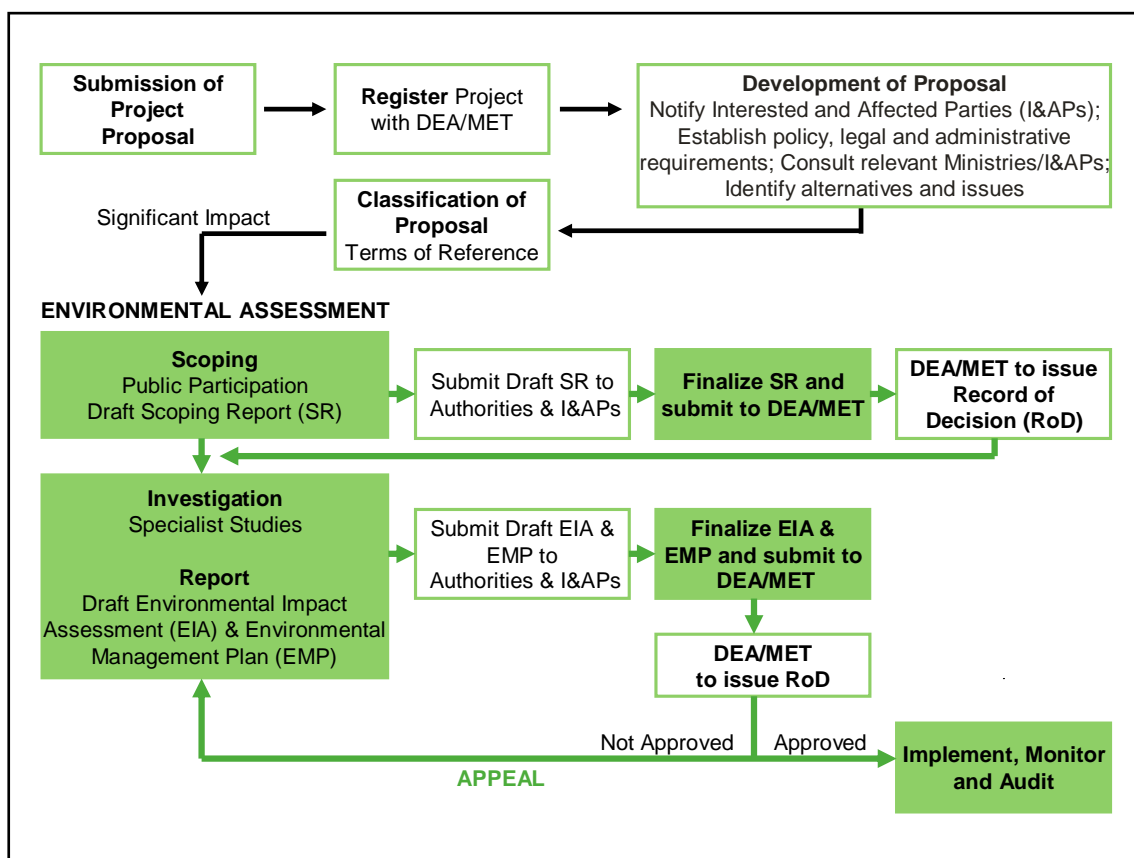 Submission of
Project
Proposal
Register Project
with DEA/MET
Development of Proposal
Notify Interested and Affected Parties (I&APs);
Establish policy, legal and administrative
requirements; Consult relevant Ministries/I&APs;
Identify alternatives and issues
Classification of
Proposal
Terms of Reference
Significant Impact
ENVIRONMENTAL ASSESSMENT
Scoping
Public Participation
Draft Scoping Report (SR)
Submit Draft SR to
Authorities & I&APs
Finalize SR and
submit to DEA/MET
DEA/MET to issue
Record of
Decision (RoD)
Investigation
Specialist Studies
Report
Draft Environmental Impact
Assessment (EIA) & Environmental
Management Plan (EMP)
Submit Draft EIA &
EMP to
Authorities & I&APs
Finalize EIA &
EMP and submit to
DEA/MET
DEA/MET
to issue RoD
Not Approved
Approved
APPEAL
Implement, Monitor
and Audit